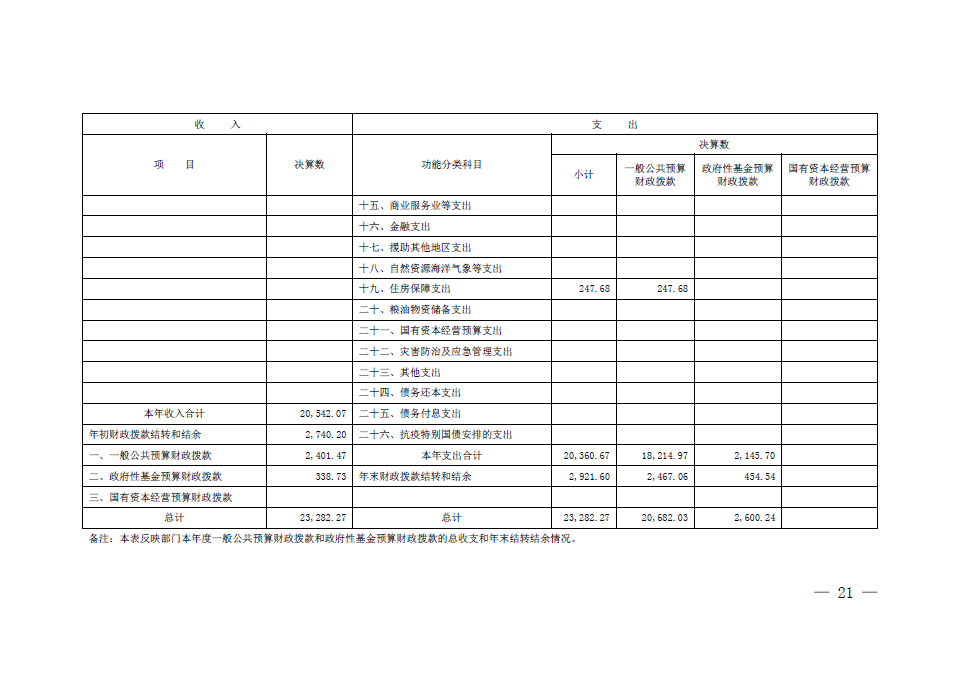 收 入 支 出
项 目 决算数 功能分类科目 决算数
小计 一般公共预算财政拨款 政府性基金预算财政拨款 国有资本经营预算财政拨款
十五、商业服务业等支出
十六、金融支出
十七、援助其他地区支出
十八、自然资源海洋气象等支出
十九、住房保障支出 247.68 247.68
二十、粮油物资储备支出
二十一、国有资本经营预算支出
二十二、灾害防治及应急管理支出
二十三、其他支出
二十四、债务还本支出
本年收入合计 20,542.07 二十五、债务付息支出
年初财政拨款结转和结余 2,740.20 二十六、抗疫特别国债安排的支出
一、一般公共预算财政拨款 2,401.47 本年支出合计 20,360.67 18,214.97 2,145.70
二、政府性基金预算财政拨款 338.73 年末财政拨款结转和结余 2,921.60 2,467.06 454.54
三、国有资本经营预算财政拨款
总计 23,282.27 总计 23,282.27 20,682.03 2,600.24
备注：本表反映部门本年度一般公共预算财政拨款和政府性基金预算财政拨款的总收支和年末结转结余情况。
— 21 —